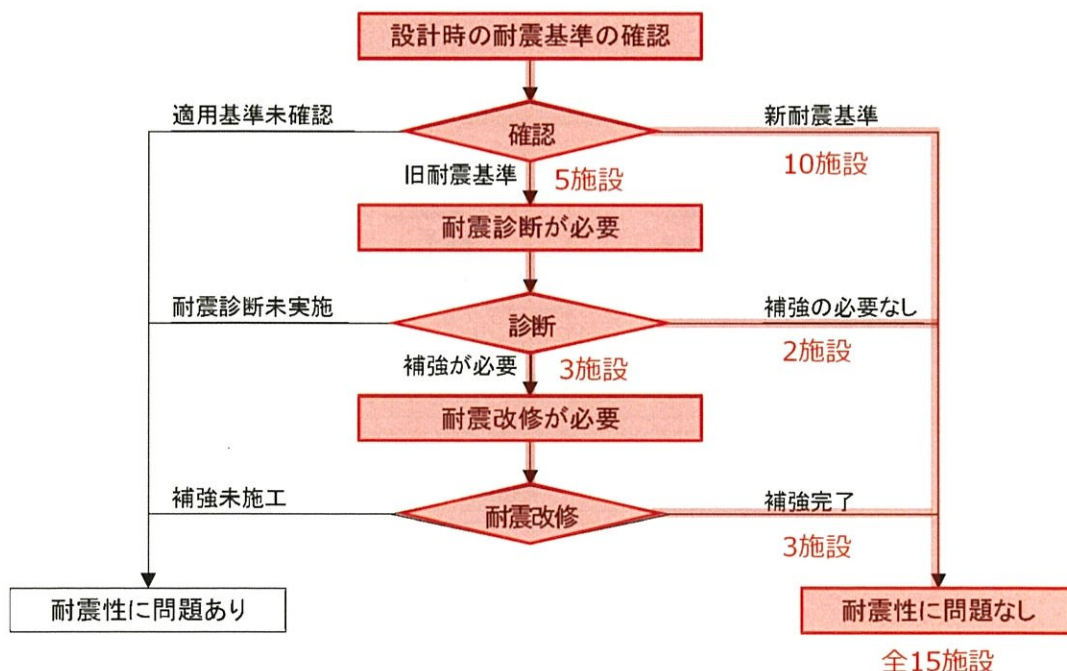 設計時の耐震基準の確認
適用基準未確認
確認
新耐震基準
10施設
旧耐震基準
5施設
耐震診断が必要
耐震診断未実施
診断
補強の必要なし
2施設
補強が必要
3施設
耐震改修が必要
補強未施工
耐震改修
補強完了
3施設
耐震性に問題あり
耐震性に問題なし
全15施設